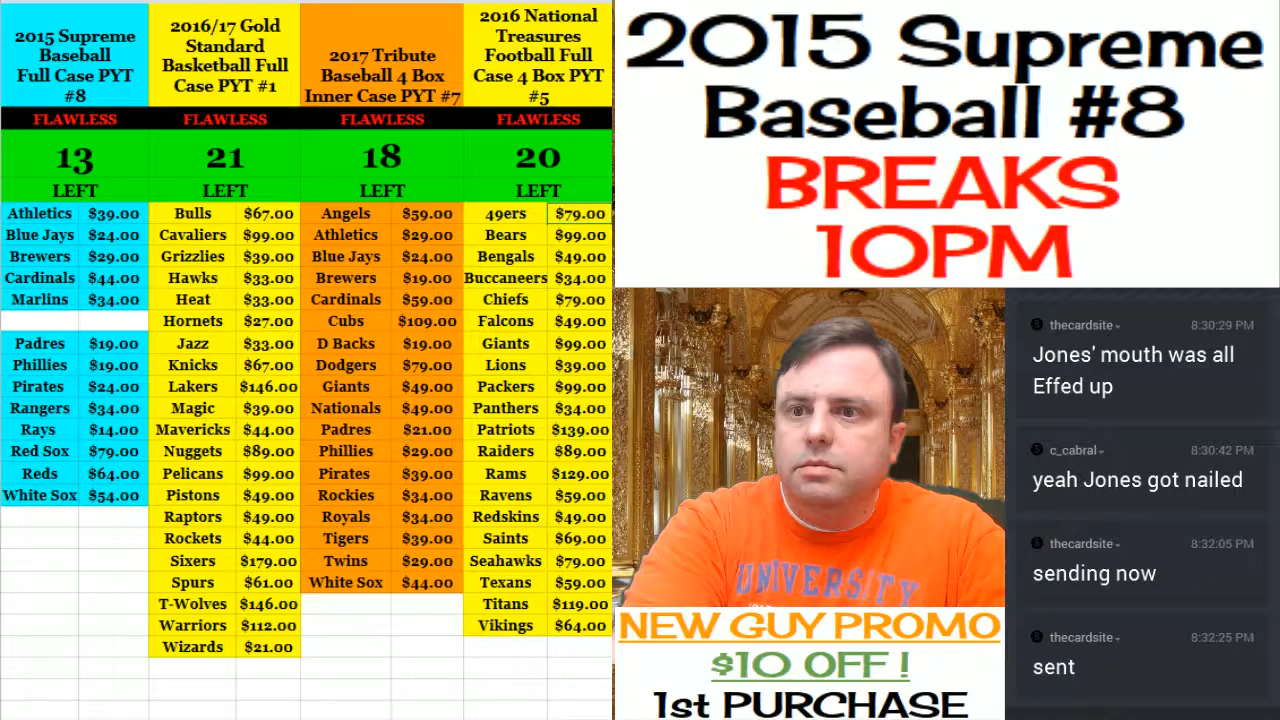 2015 Supreme
Baseball
Full Case PYT
#8
FLAWLESS
13
LEFT
Athletics $39.00
Blue Jays $24.00
Brewers $29.00
Cardinals $44.00
Marlins $34.00
Padres $19.00
Phillies $19.00
Pirates $24.00
Rangers $34.00
Rays $14.00
Red Sox $79.00
Reds $64.00
White Sox $54.00
2016/17 Gold
Standard
Basketball Full
Case PYT #1
FLAWLESS
21
LEFT
Bulls $67.00
Cavaliers $99.00
Grizzlies $39.00
Hawks $33.00
Heat $33.00
Hornets $27.00
Jazz $33.00
Knicks $67.00
Lakers $146.00
Magic $39.00
Mavericks $44.00
Nuggets $89.00
Pelicans $99.00
Pistons $49.00
Raptors $49.00
Rockets $44.00
Sixers $179.00
Spurs $61.00
T-Wolves $146.00
Warriors $112.00
Wizards $21.00
2017 Tribute
Baseball 4 Box
Inner Case PYT #7
FLAWLESS
18
LEFT
Angels $59.00
Athletics $29.00
Blue Jays $24.00
Brewers $19.00
Cardinals $59.00
Cubs $109.00
D Backs $19.00
Dodgers $79.00
Giants $49.00
Nationals $49.00
Padres $21.00
Phillies $29.00
Pirates $39.00
Rockies $34.00
Royals $34.00
Tigers $39.00
Twins $29.00
White Sox $44.00
2016 National
Treasures
Football Full
Case 4 Box PYT
#5
FLAWLESS
20
LEFT
49ers $79.00
Bears $99.00
Bengals $49.00
Buccaneers $34.00
Chiefs $79.00
Falcons $49.00
Giants $99.00
Lions $39.00
Packers $99.00
Panthers $34.00
Patriots $139.00
Raiders $89.00
Rams $129.00
Ravens $59.00
Redskins $49.00
Saints $69.00
Seahawks $79.00
Texans $59.00
Titans $119.00
Vikings $64.00
2015 Supreme
Baseball #8
BREAKS
10PM
UNIVERSITY
NEW GUY PROMO
$10 OFF !
1st PURCHASE
thecardsite 8:30:29 PM
Jones' mouth was all
Effed up
c_cabral 8:30:42 PM
yeah Jones got nailed
thecardsite 8:32:05 PM
sending now
thecardsite 8:32:25 PM
sent